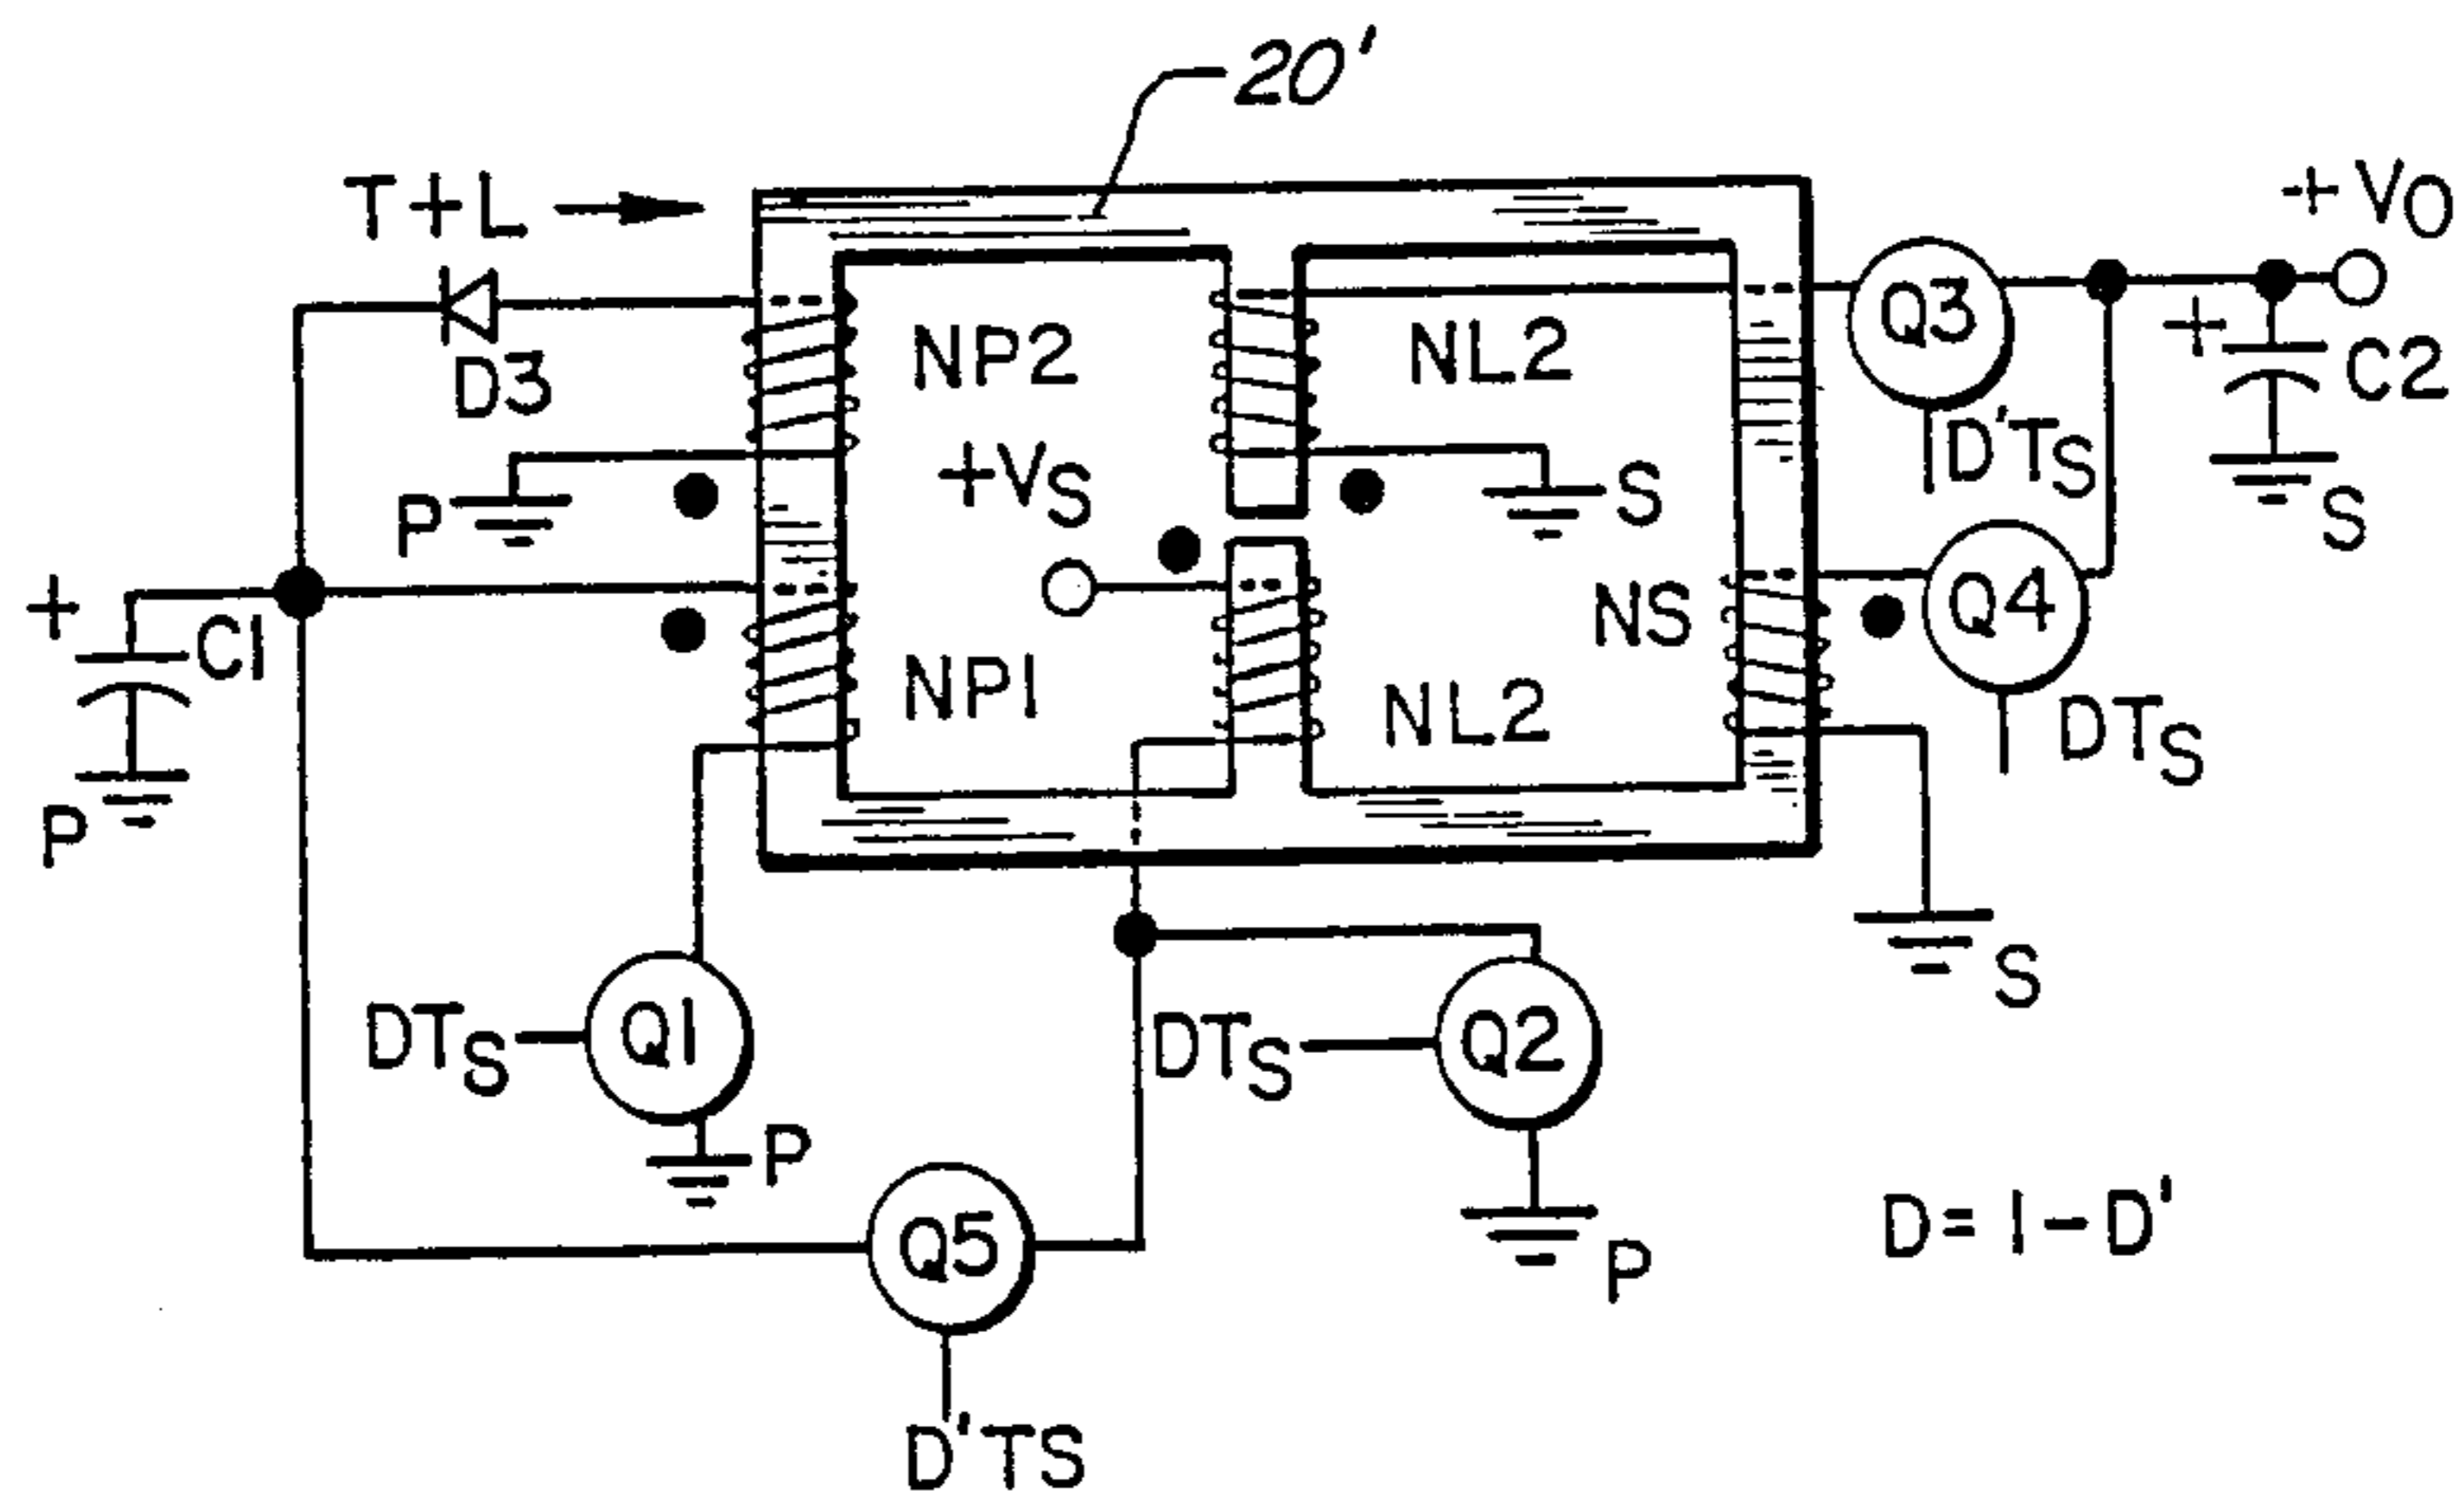 20'
T+L
+VO
Q3
+
C2
D3
NP2
NL2
D'TS
+VS
P
S
S
+
C1
NP1
NL2
NS
Q4
DTS
P
S
DTS
Q1
DTS
Q2
P
Q5
P
D=1-D'
D'TS